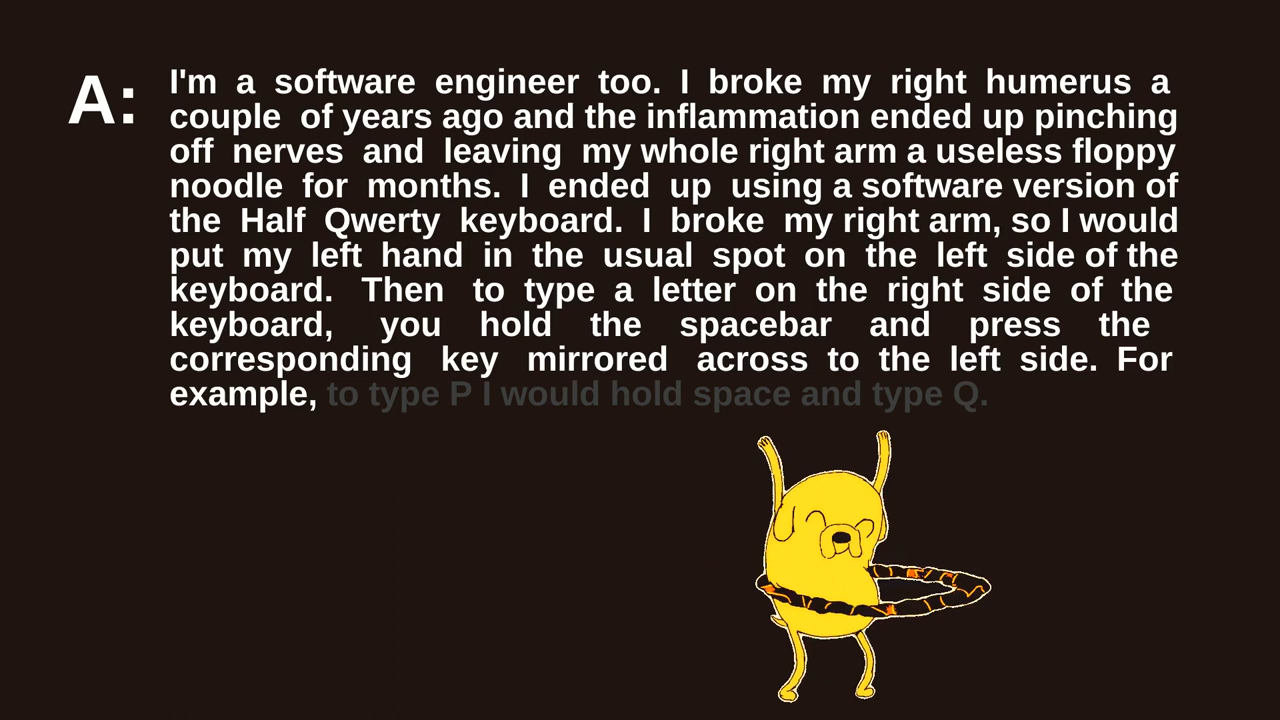 A: I'm a software engineer too. I broke my right humerus a
couple of years ago and the inflammation ended up pinching
off nerves and leaving my whole right arm a useless floppy
noodle for months. I ended up using a software version of
the Half Qwerty keyboard. I broke my right arm, so I would
put my left hand in the usual spot on the left side of the
keyboard. Then to type a letter on the right side of the
keyboard, you hold the spacebar and press the
corresponding key mirrored across to the left side. For
example, to type P I would hold space and type Q.